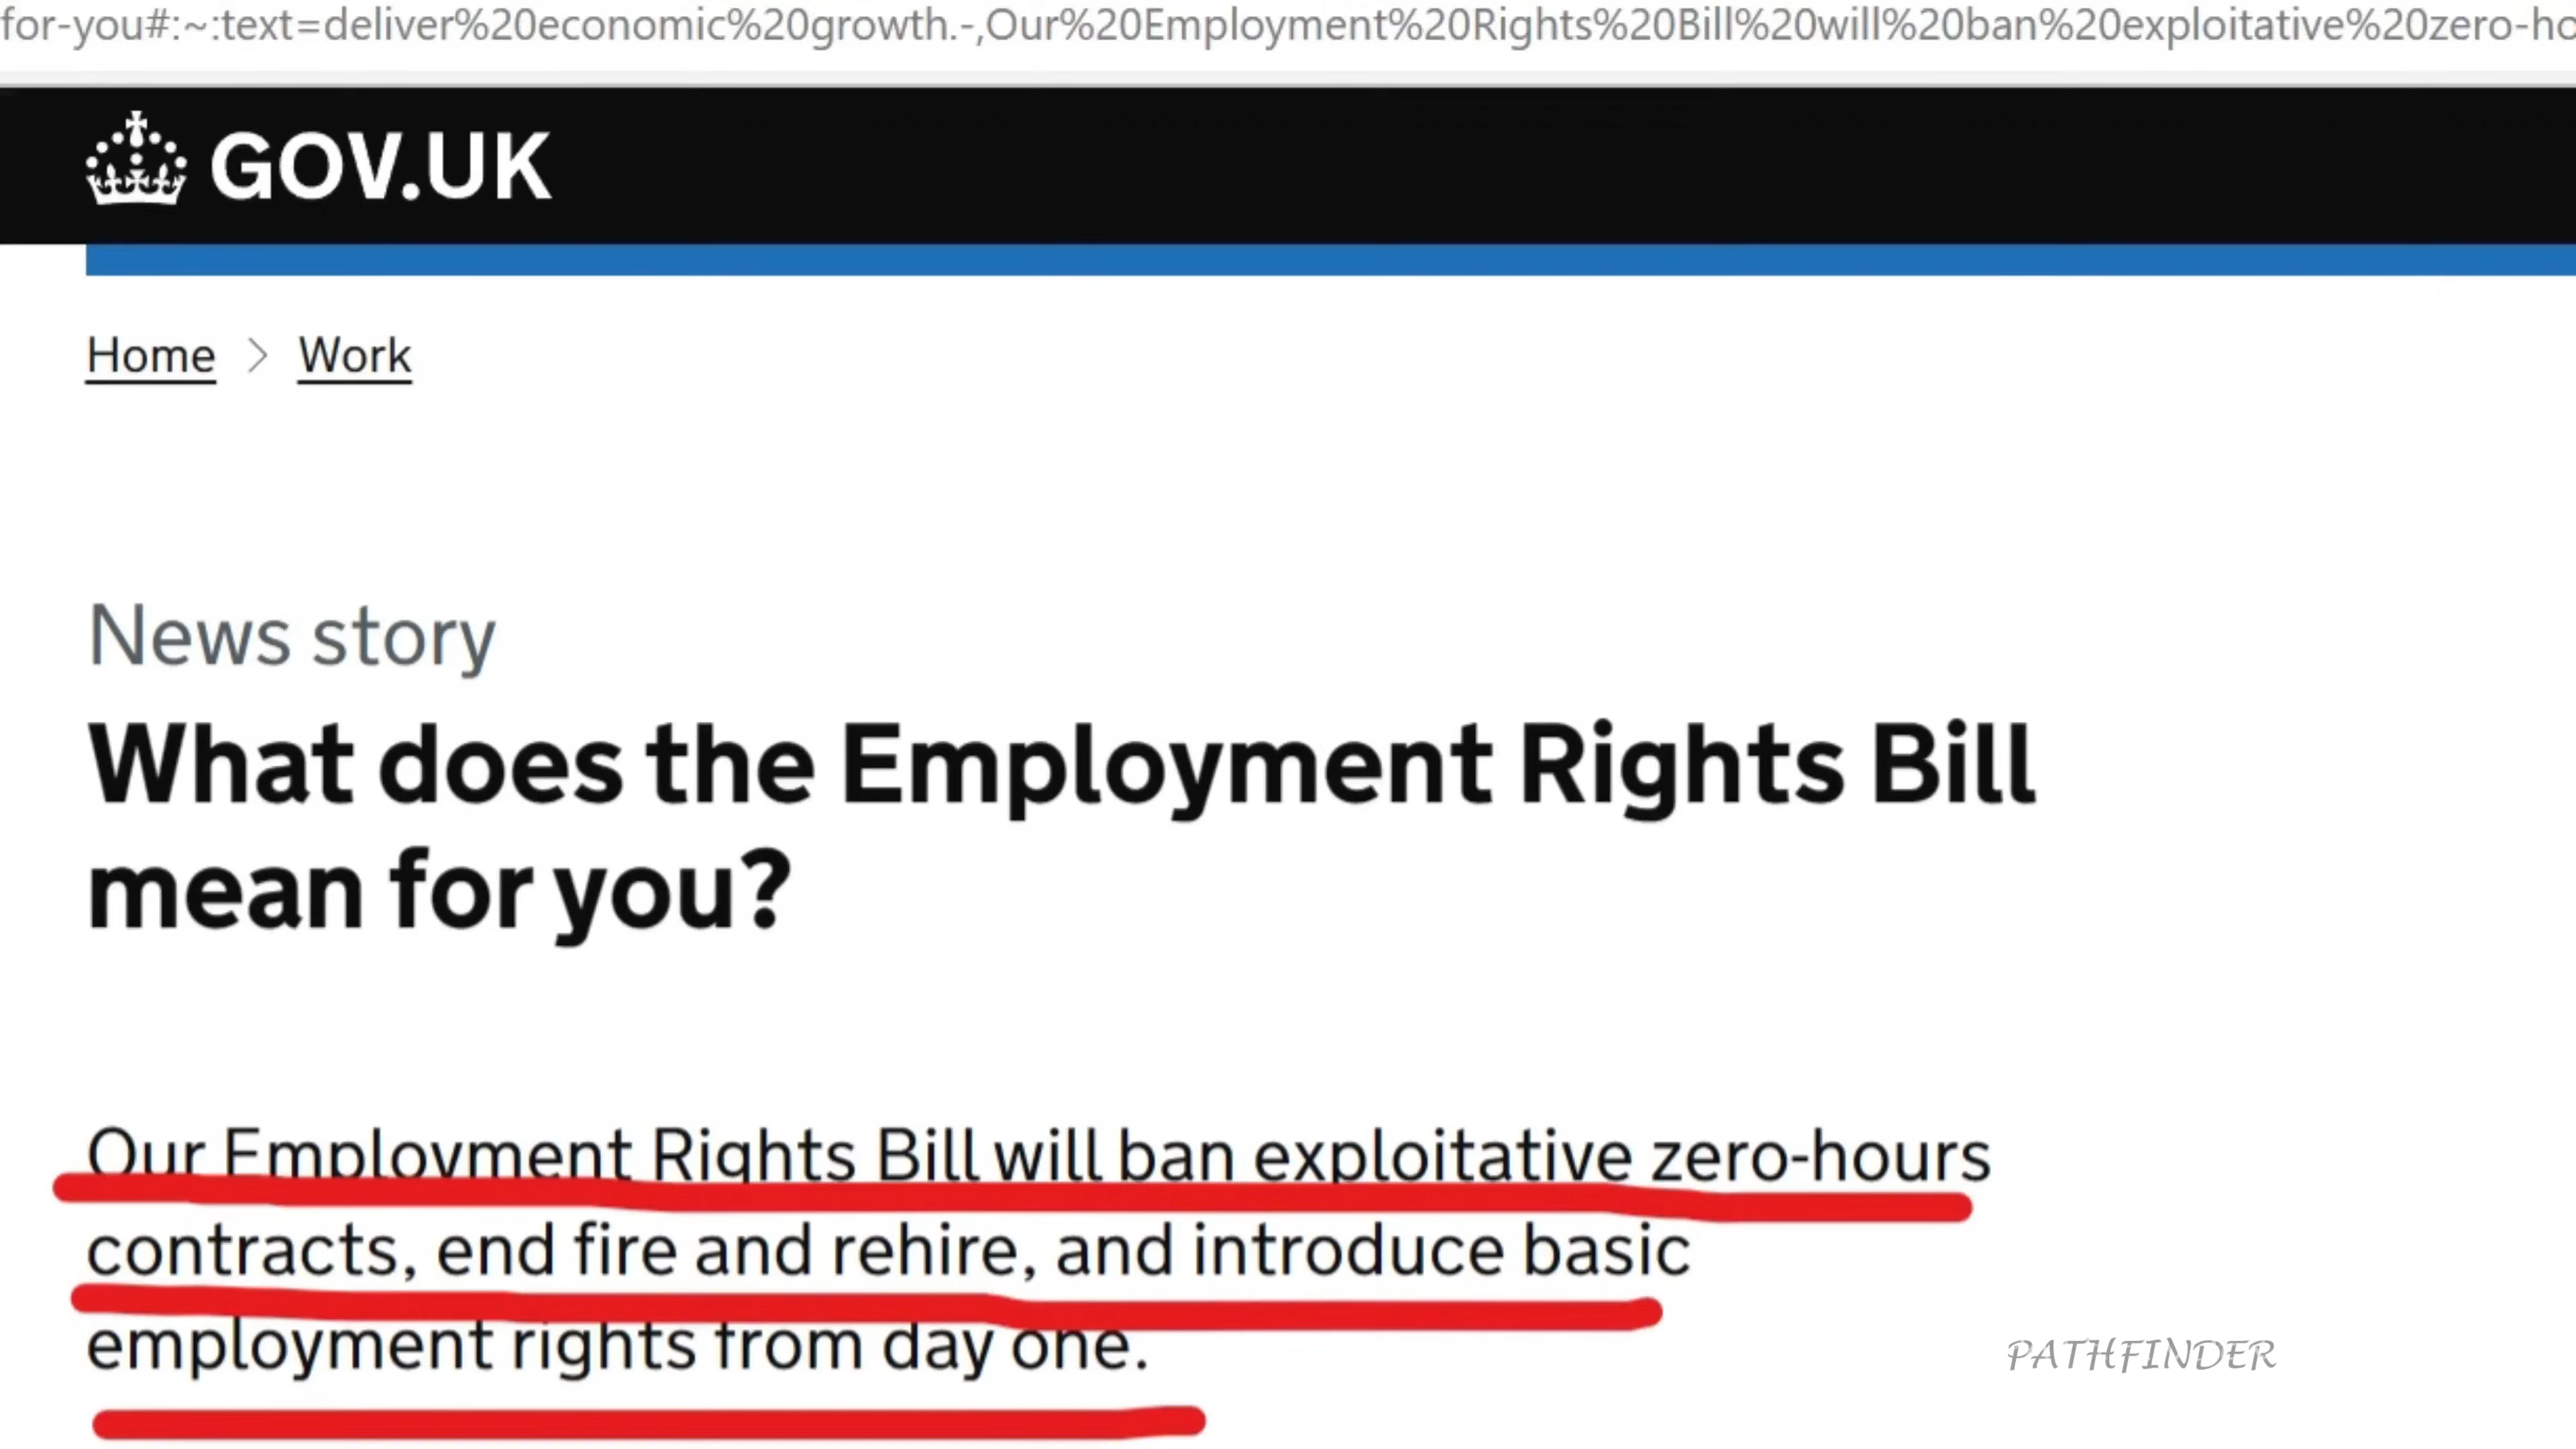 for-you#:~:text=deliver%20economic%20growth.-,Our%20Employment%20Rights%20Bill%20will%20ban%20exploitative%20zero-ho
GOV.UK
Home > Work
News story
What does the Employment Rights Bill
mean for you?
Our Employment Rights Bill will ban exploitative zero-hours
contracts, end fire and rehire, and introduce basic
employment rights from day one.
PATHFINDER